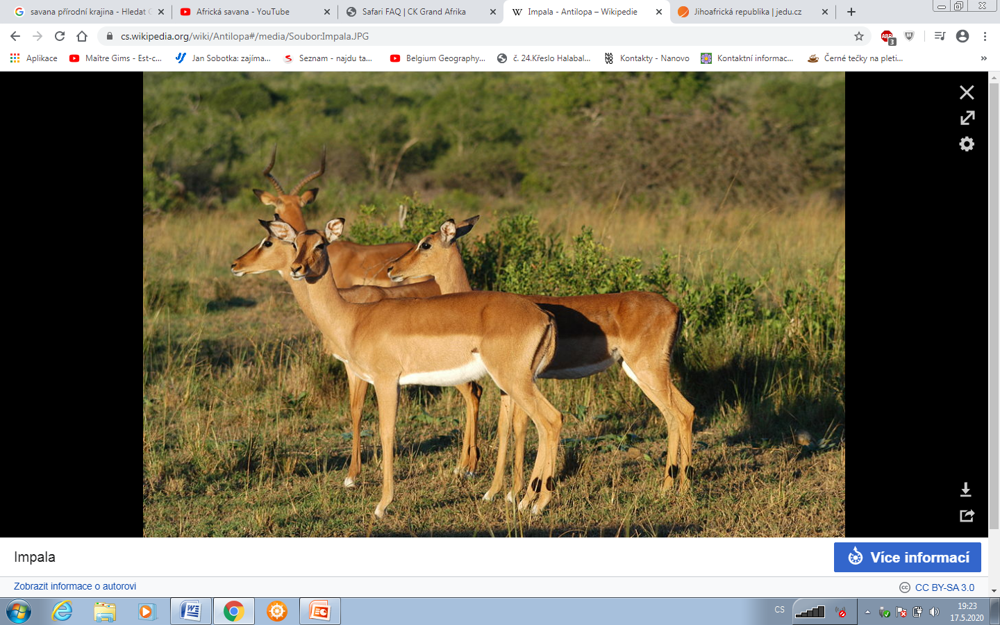 savana přírodní krajina - Hledat G
Africká savana - YouTube
Safari FAQ | CK Grand Afrika
W Impala - Antilopa – Wikipedie
Jihoafrická republika | jedu.cz
cs.wikipedia.org/wiki/Antilopa#/media/Soubor:Impala.JPG
ABP
3
Aplikace
Maître Gims - Est-c...
Jan Sobotka: zajíma...
Seznam - najdu ta...
Belgium Geography...
č. 24.Křeslo Halabal...
Kontakty - Nanovo
Kontaktní informac...
Černé tečky na pleti...
»
Impala
Více informací
Zobrazit informace o autorovi
CC BY-SA 3.0
CS
19:23
17.5.2020